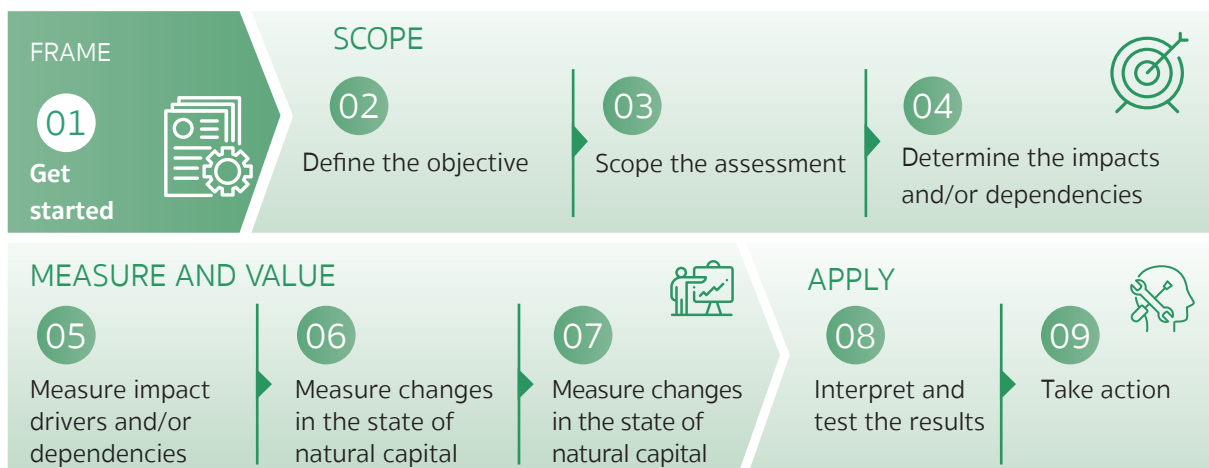 FRAME
01
Get
started
SCOPE
02
Define the objective
03
Scope the assessment
04
Determine the impacts
and/or dependencies
MEASURE AND VALUE
05
Measure impact
drivers and/or
dependencies
06
Measure changes
in the state of
natural capital
07
Measure changes
in the state of
natural capital
APPLY
08
Interpret and
test the results
09
Take action